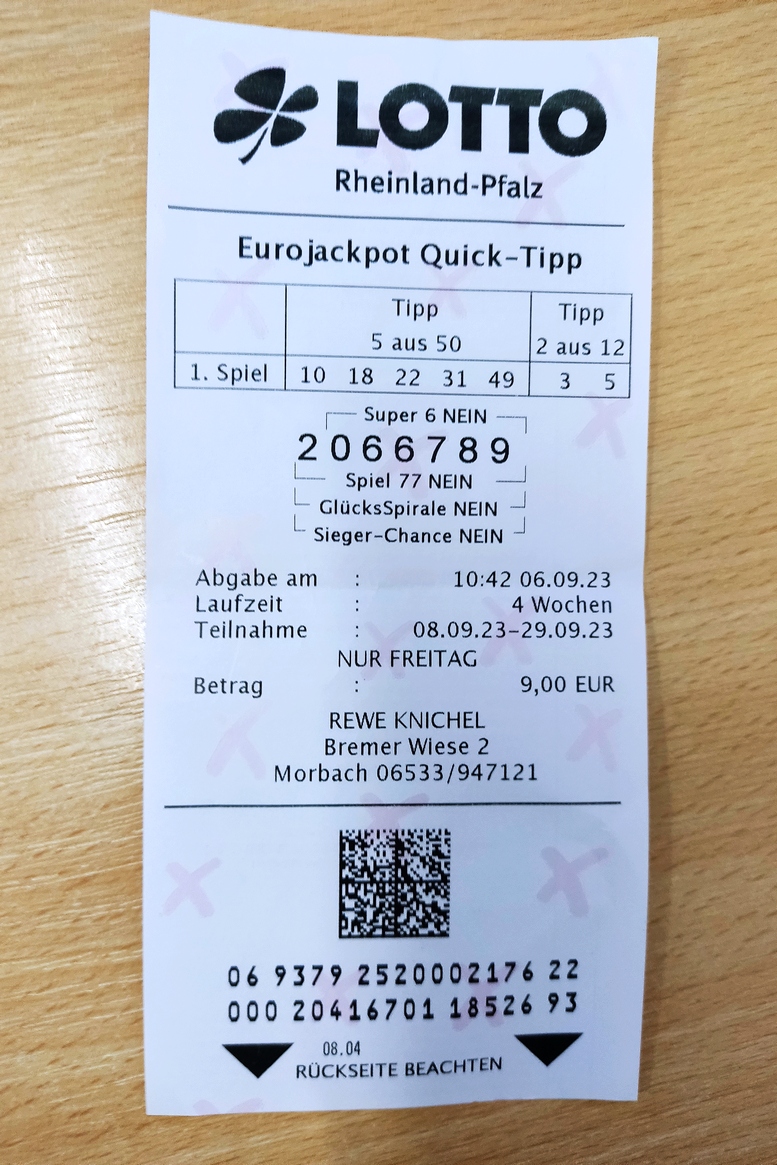 LOTTO
Rheinland-Pfalz
Eurojackpot Quick-Tipp
Tipp Tipp
5 aus 50 2 aus 12
1. Spiel 10 18 22 31 49 3 5
Super 6 NEIN
2066789
Spiel 77 NEIN
GlücksSpirale NEIN
Sieger-Chance NEIN
Abgabe am : 10:42 06.09.23
Laufzeit : 4 Wochen
Teilnahme : 08.09.23-29.09.23
NUR FREITAG
Betrag : 9,00 EUR
REWE KNICHEL
Bremer Wiese 2
Morbach 06533/947121
06 9379 2520002176 22
000 20416701 18526 93
08.04
RÜCKSEITE BEACHTEN